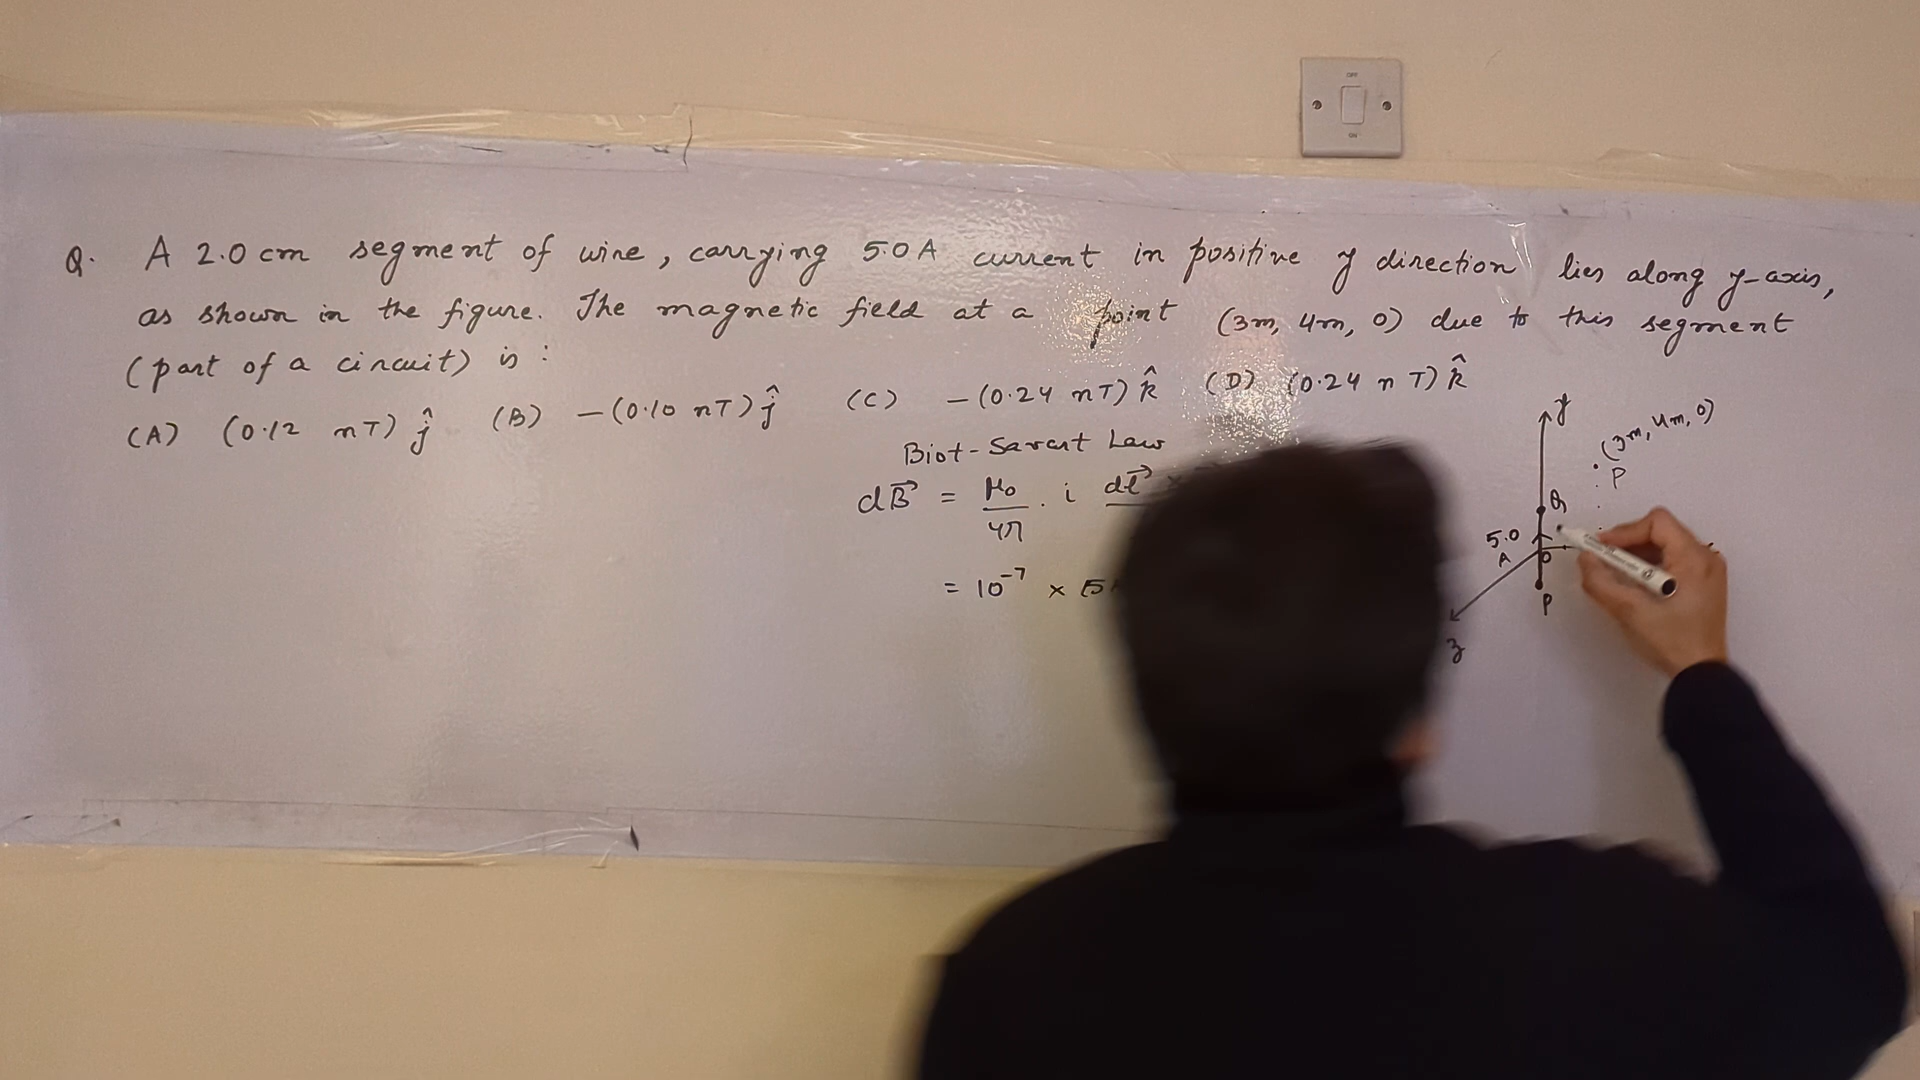 Q. A 2.0 cm segment of wire, carrying 5.0 A current in positive y direction lies along y-axis,
as shown in the figure. The magnetic field at a point (3m, 4m, 0) due to this segment
(part of a circuit) is :
(A) (0.12 nT) ĵ (B) −(0.10 nT) ĵ (C) −(0.24 nT) k̂ (D) (0.24 nT) k̂
Biot-Savart Law
dB⃗ = μ₀/4π . i dl⃗ ×
= 10⁻⁷ × (5
y
(3m, 4m, 0)
P
Q
5.0
A
O
P
z
OFF
ON